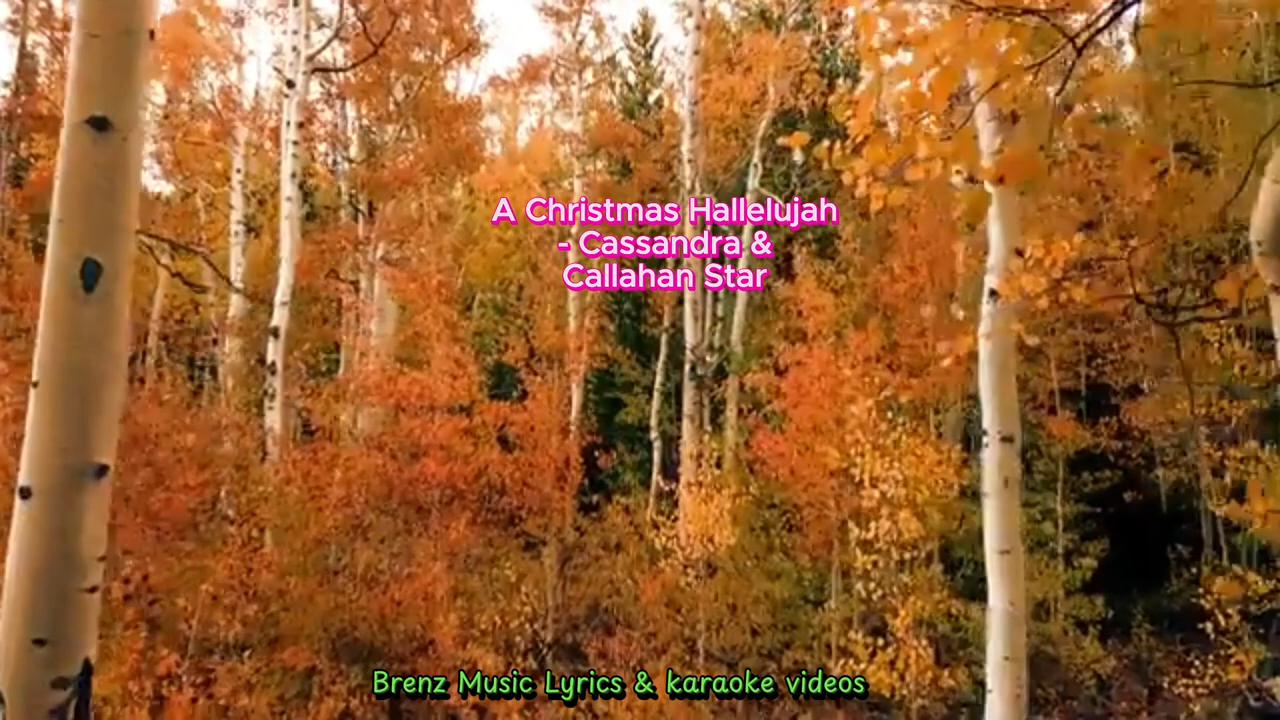 A Christmas Hallelujah
- Cassandra &
Callahan Star
Brenz Music Lyrics & karaoke videos